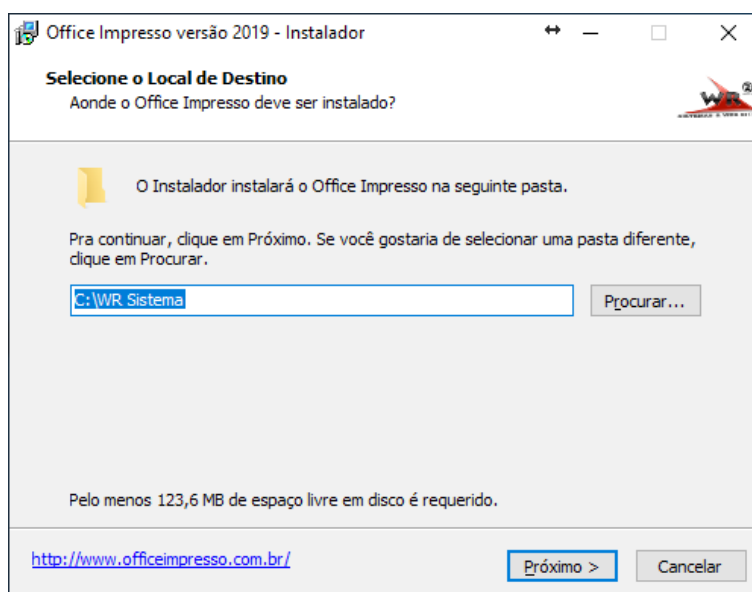 Office Impresso versão 2019 - Instalador
Selecione o Local de Destino
Aonde o Office Impresso deve ser instalado?
WR
O Instalador instalará o Office Impresso na seguinte pasta.
Pra continuar, clique em Próximo. Se você gostaria de selecionar uma pasta diferente,
clique em Procurar.
C:\WR Sistema
Procurar...
Pelo menos 123,6 MB de espaço livre em disco é requerido.
http://www.officeimpresso.com.br/
Próximo >
Cancelar